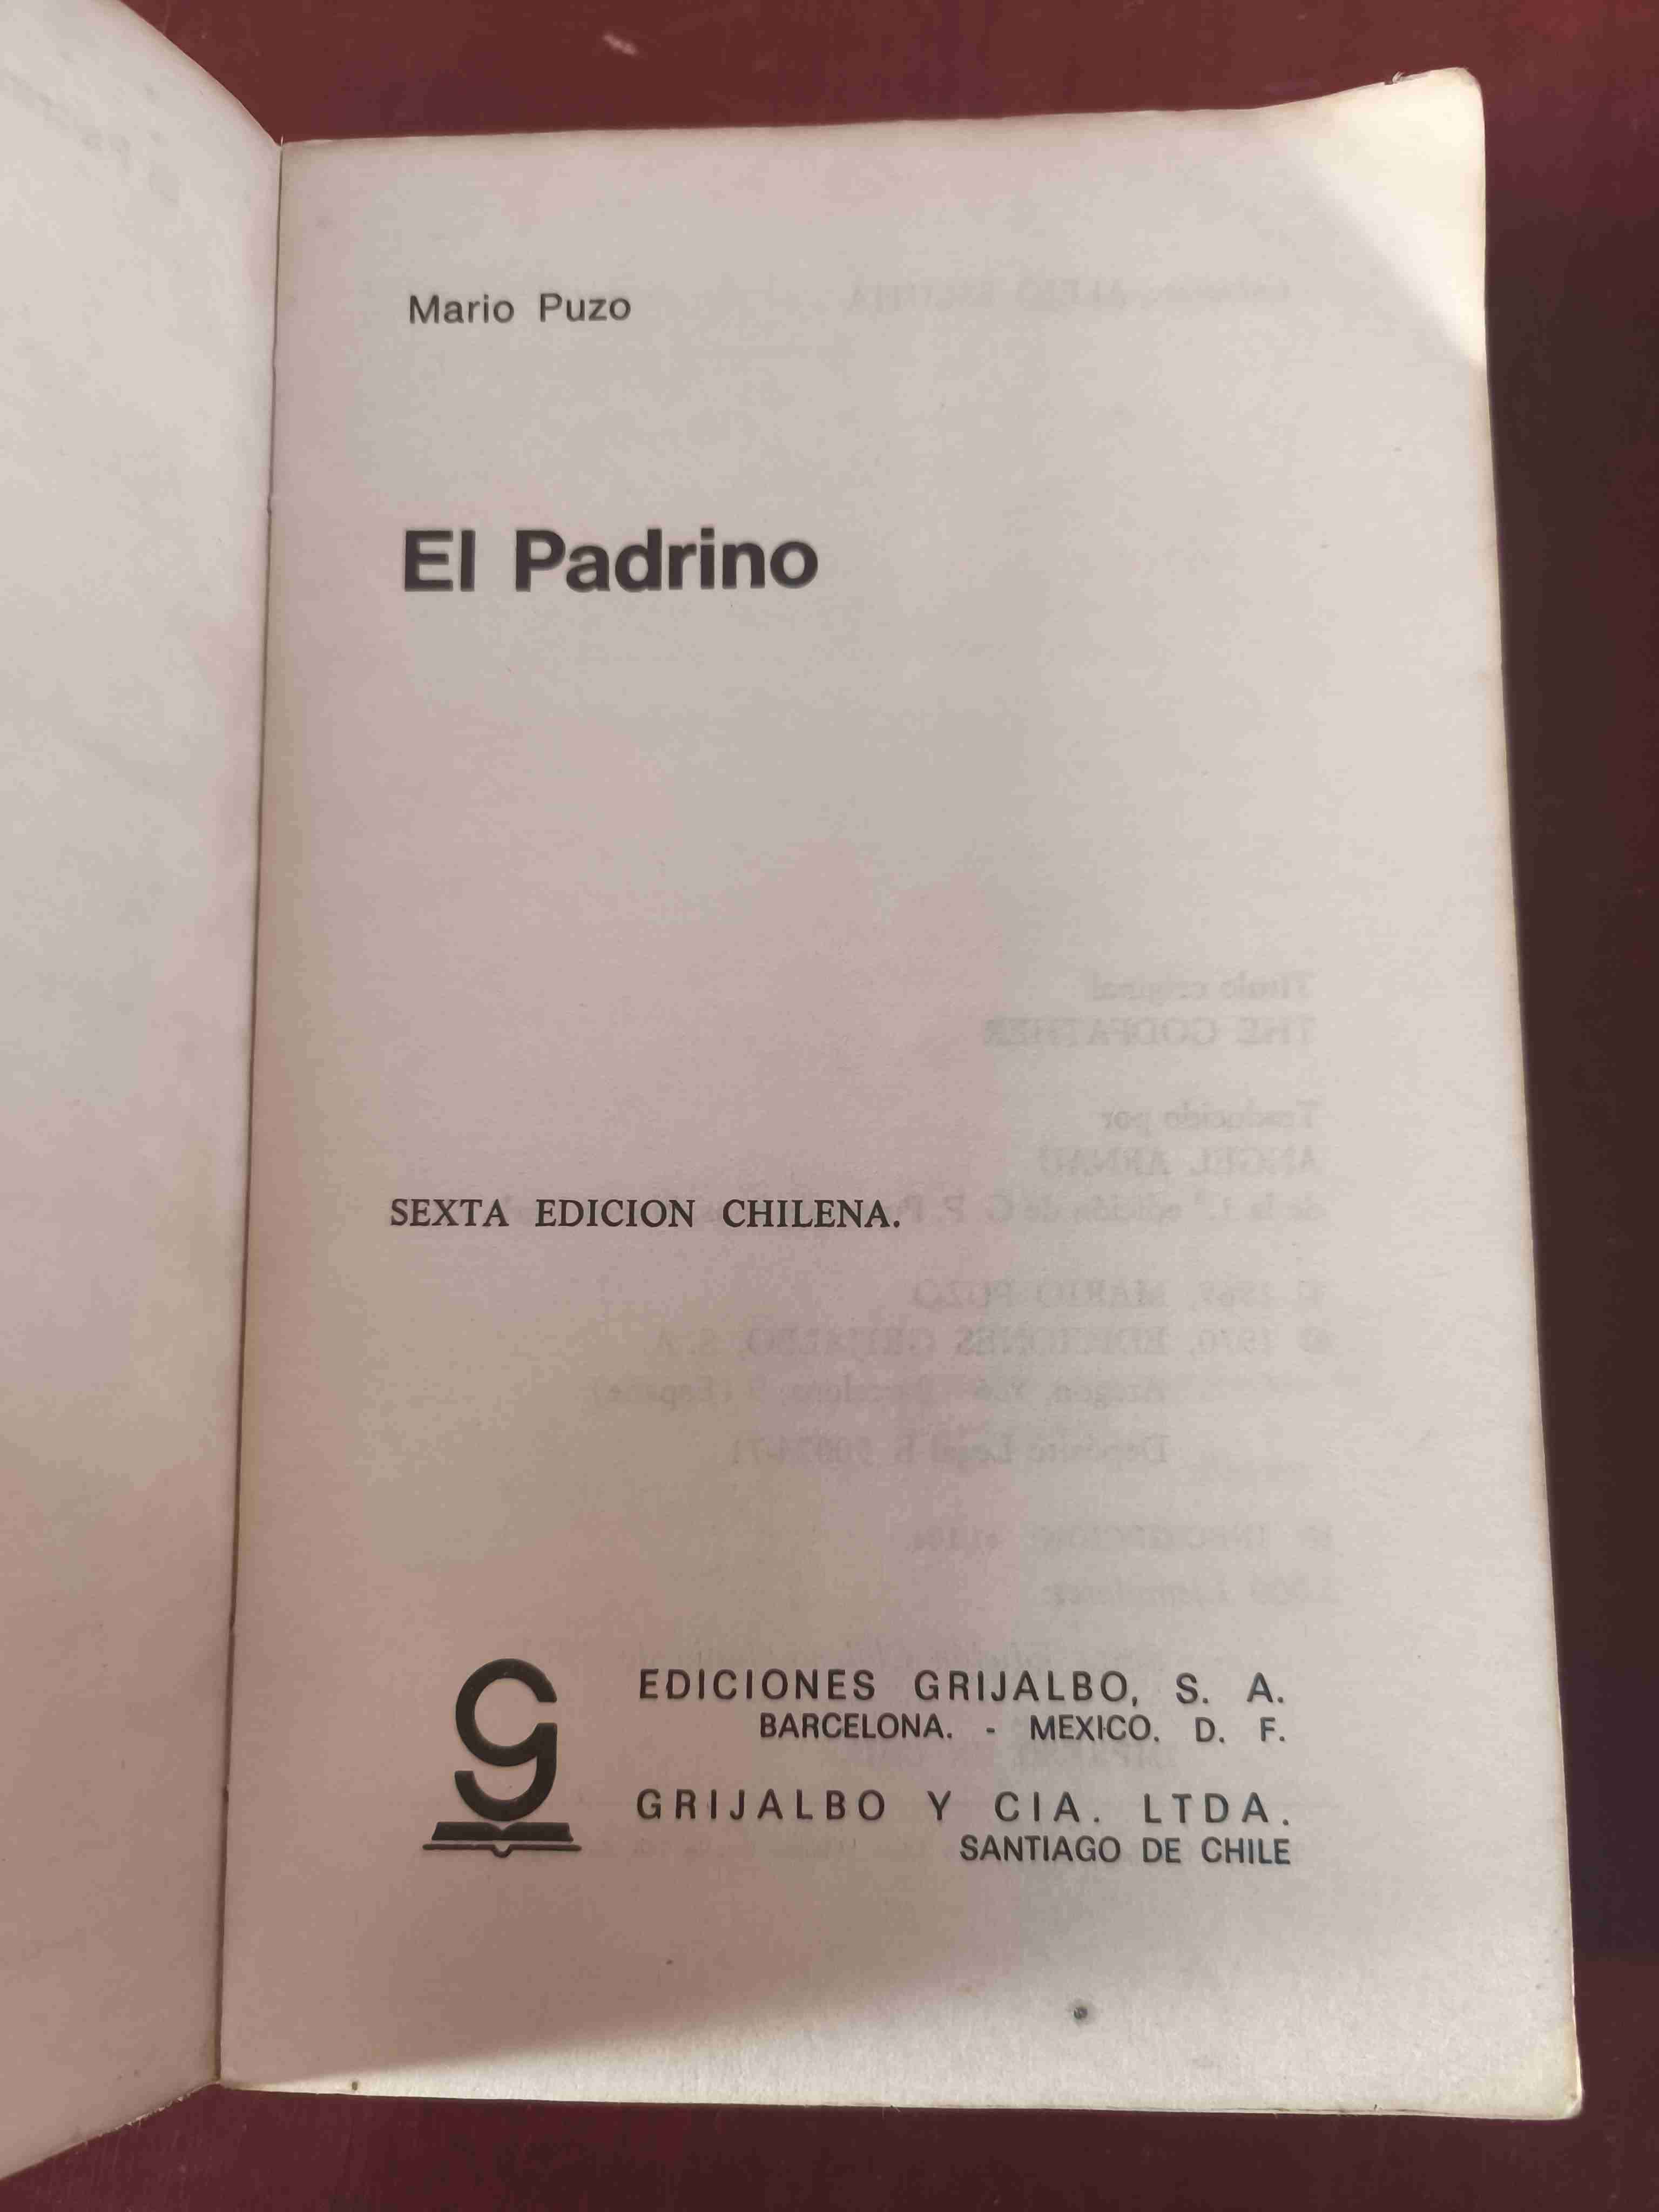 Mario Puzo
El Padrino
SEXTA EDICION CHILENA.
EDICIONES GRIJALBO, S. A.
BARCELONA. - MEXICO, D. F.
GRIJALBO Y CIA. LTDA.
SANTIAGO DE CHILE